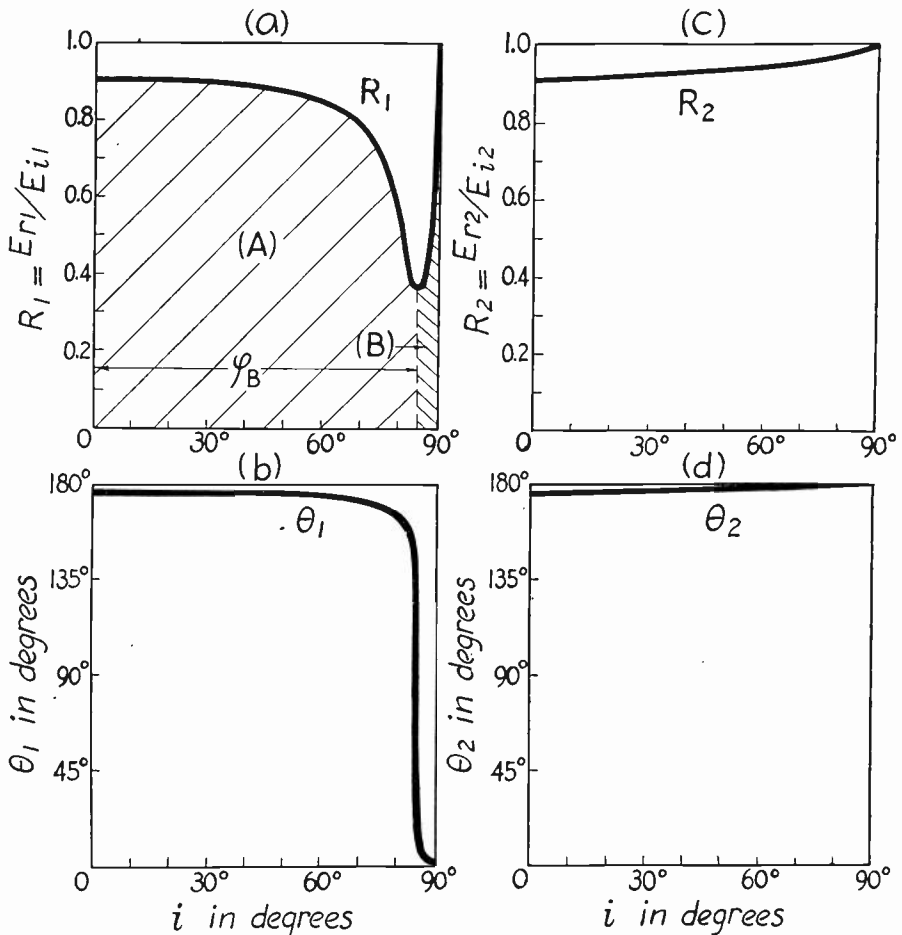 (a)
1.0
0.8
0.6
0.4
0.2
0
30°
60°
90°
R₁ = Er₁/Ei₁
R₁
(A)
(B)
φB
(c)
1.0
0.8
0.6
0.4
0.2
0
30°
60°
90°
R₂ = Er₂/Ei₂
R₂
(b)
180°
135°
90°
45°
0
30°
60°
90°
θ₁ in degrees
θ₁
i in degrees
(d)
180°
135°
90°
45°
0
30°
60°
90°
θ₂ in degrees
θ₂
i in degrees